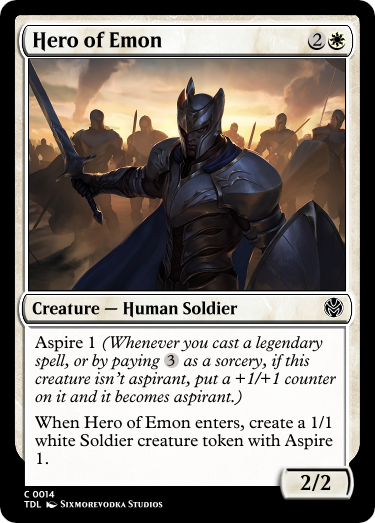 Hero of Emon
2
Creature — Human Soldier
Aspire 1 (Whenever you cast a legendary
spell, or by paying 3 as a sorcery, if this
creature isn't aspirant, put a +1/+1 counter
on it and it becomes aspirant.)
When Hero of Emon enters, create a 1/1
white Soldier creature token with Aspire
1.
2/2
C 0014
TDL Sixmorevodka Studios